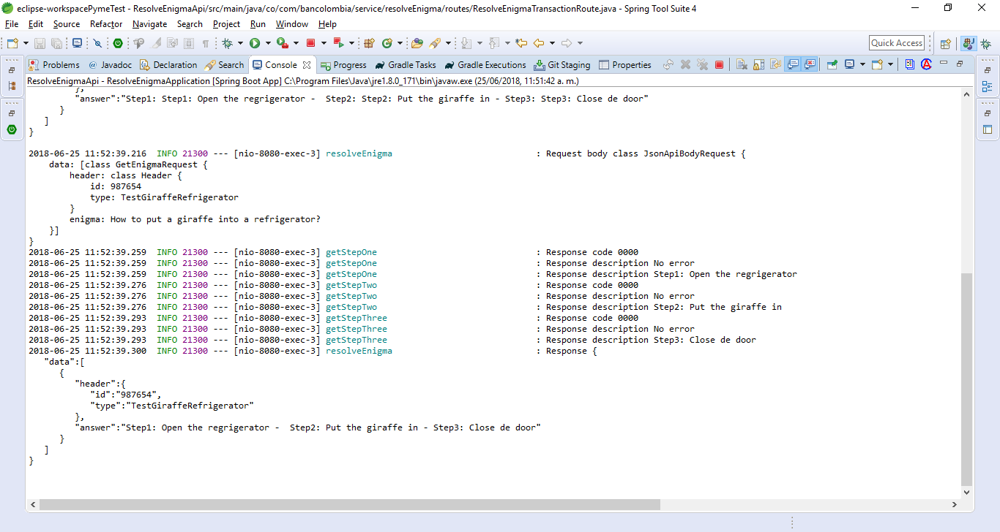 eclipse-workspacePymeTest - ResolveEnigmaApi/src/main/java/co/com/bancolombia/service/resolveEnigma/routes/ResolveEnigmaTransactionRoute.java - Spring Tool Suite 4
File Edit Source Refactor Navigate Search Project Run Window Help
Quick Access
Problems @ Javadoc Declaration Search Console Progress Gradle Tasks Gradle Executions Git Staging Properties
ResolveEnigmaApi - ResolveEnigmaApplication [Spring Boot App] C:\Program Files\Java\jre1.8.0_171\bin\javaw.exe (25/06/2018, 11:51:42 a. m.)
},
"answer":"Step1: Step1: Open the regrigerator -  Step2: Step2: Put the giraffe in - Step3: Step3: Close de door"
}
]
}
2018-06-25 11:52:39.216  INFO 21300 --- [nio-8080-exec-3] resolveEnigma : Request body class JsonApiBodyRequest {
data: [class GetEnigmaRequest {
header: class Header {
id: 987654
type: TestGiraffeRefrigerator
}
enigma: How to put a giraffe into a refrigerator?
}]
}
2018-06-25 11:52:39.259  INFO 21300 --- [nio-8080-exec-3] getStepOne : Response code 0000
2018-06-25 11:52:39.259  INFO 21300 --- [nio-8080-exec-3] getStepOne : Response description No error
2018-06-25 11:52:39.259  INFO 21300 --- [nio-8080-exec-3] getStepOne : Response description Step1: Open the regrigerator
2018-06-25 11:52:39.276  INFO 21300 --- [nio-8080-exec-3] getStepTwo : Response code 0000
2018-06-25 11:52:39.276  INFO 21300 --- [nio-8080-exec-3] getStepTwo : Response description No error
2018-06-25 11:52:39.276  INFO 21300 --- [nio-8080-exec-3] getStepTwo : Response description Step2: Put the giraffe in
2018-06-25 11:52:39.293  INFO 21300 --- [nio-8080-exec-3] getStepThree : Response code 0000
2018-06-25 11:52:39.293  INFO 21300 --- [nio-8080-exec-3] getStepThree : Response description No error
2018-06-25 11:52:39.293  INFO 21300 --- [nio-8080-exec-3] getStepThree : Response description Step3: Close de door
2018-06-25 11:52:39.300  INFO 21300 --- [nio-8080-exec-3] resolveEnigma : Response {
"data":[
{
"header":{
"id":"987654",
"type":"TestGiraffeRefrigerator"
},
"answer":"Step1: Open the regrigerator -  Step2: Put the giraffe in - Step3: Close de door"
}
]
}